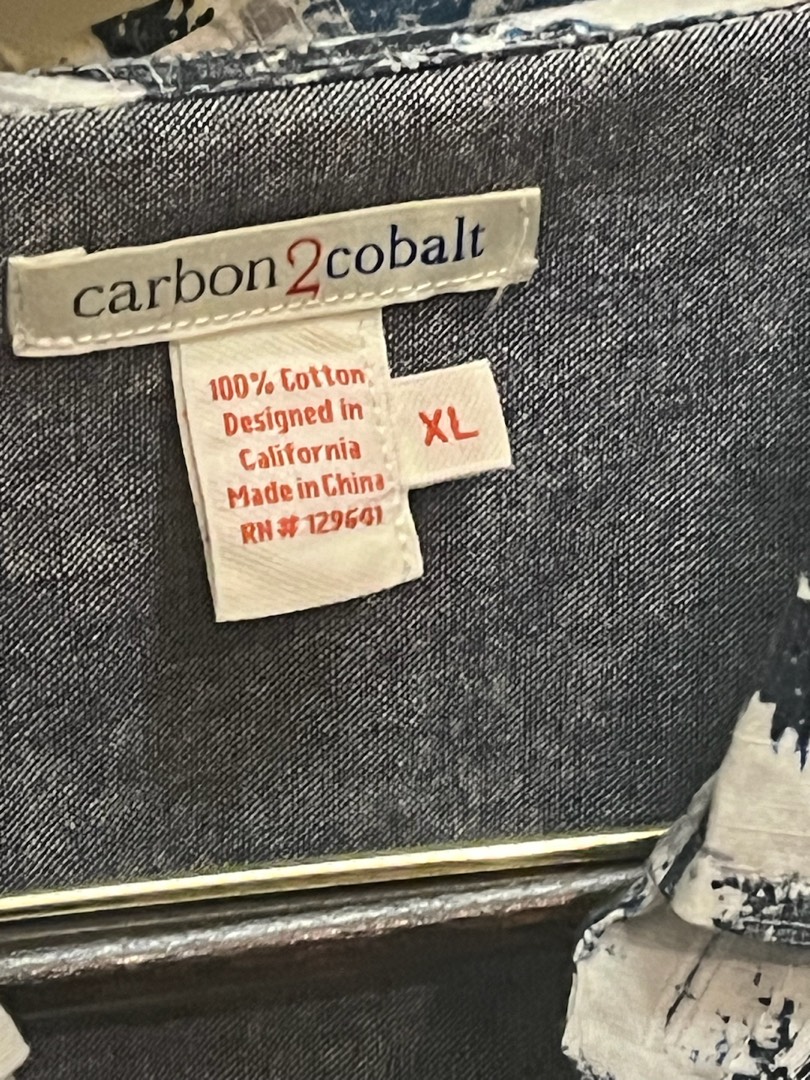 carbon2cobalt
100% Cotton
Designed in
California
Made in China
RN # 129641
XL